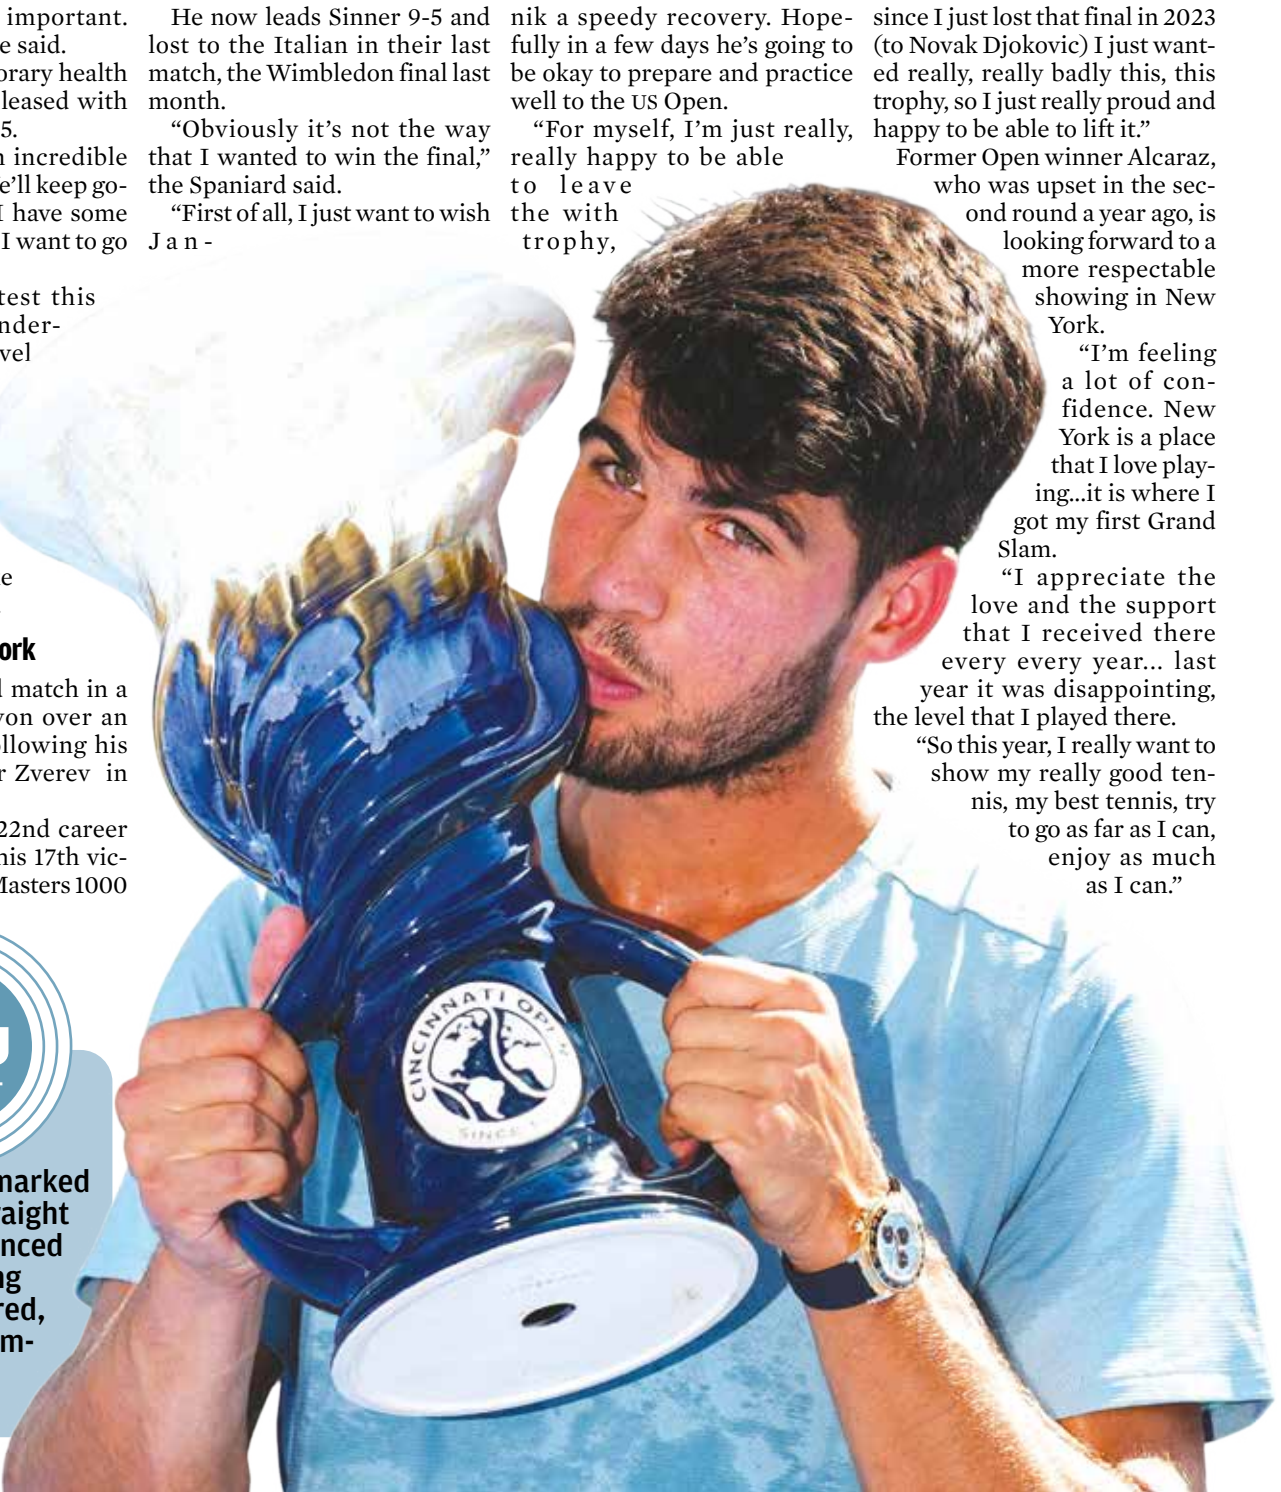 important.
e said.
orary health
leased with
5.
n incredible
e'll keep go-
I have some
I want to go
test this
nder-
vel
e
ork
l match in a
von over an
ollowing his
r Zverev in
22nd career
his 17th vic-
Masters 1000
marked
raight
nced
ng
red,
m-
He now leads Sinner 9-5 and
lost to the Italian in their last
match, the Wimbledon final last
month.
“Obviously it’s not the way
that I wanted to win the final,”
the Spaniard said.
“First of all, I just want to wish
Jan-
nik a speedy recovery. Hope-
fully in a few days he’s going to
be okay to prepare and practice
well to the US Open.
“For myself, I’m just really,
really happy to be able
to leave
the with
trophy,
since I just lost that final in 2023
(to Novak Djokovic) I just want-
ed really, really badly this, this
trophy, so I just really proud and
happy to be able to lift it.”
Former Open winner Alcaraz,
who was upset in the sec-
ond round a year ago, is
looking forward to a
more respectable
showing in New
York.
“I’m feeling
a lot of con-
fidence. New
York is a place
that I love play-
ing...it is where I
got my first Grand
Slam.
“I appreciate the
love and the support
that I received there
every every year... last
year it was disappointing,
the level that I played there.
“So this year, I really want to
show my really good ten-
nis, my best tennis, try
to go as far as I can,
enjoy as much
as I can.”
CINCINNATI OP
SINCE